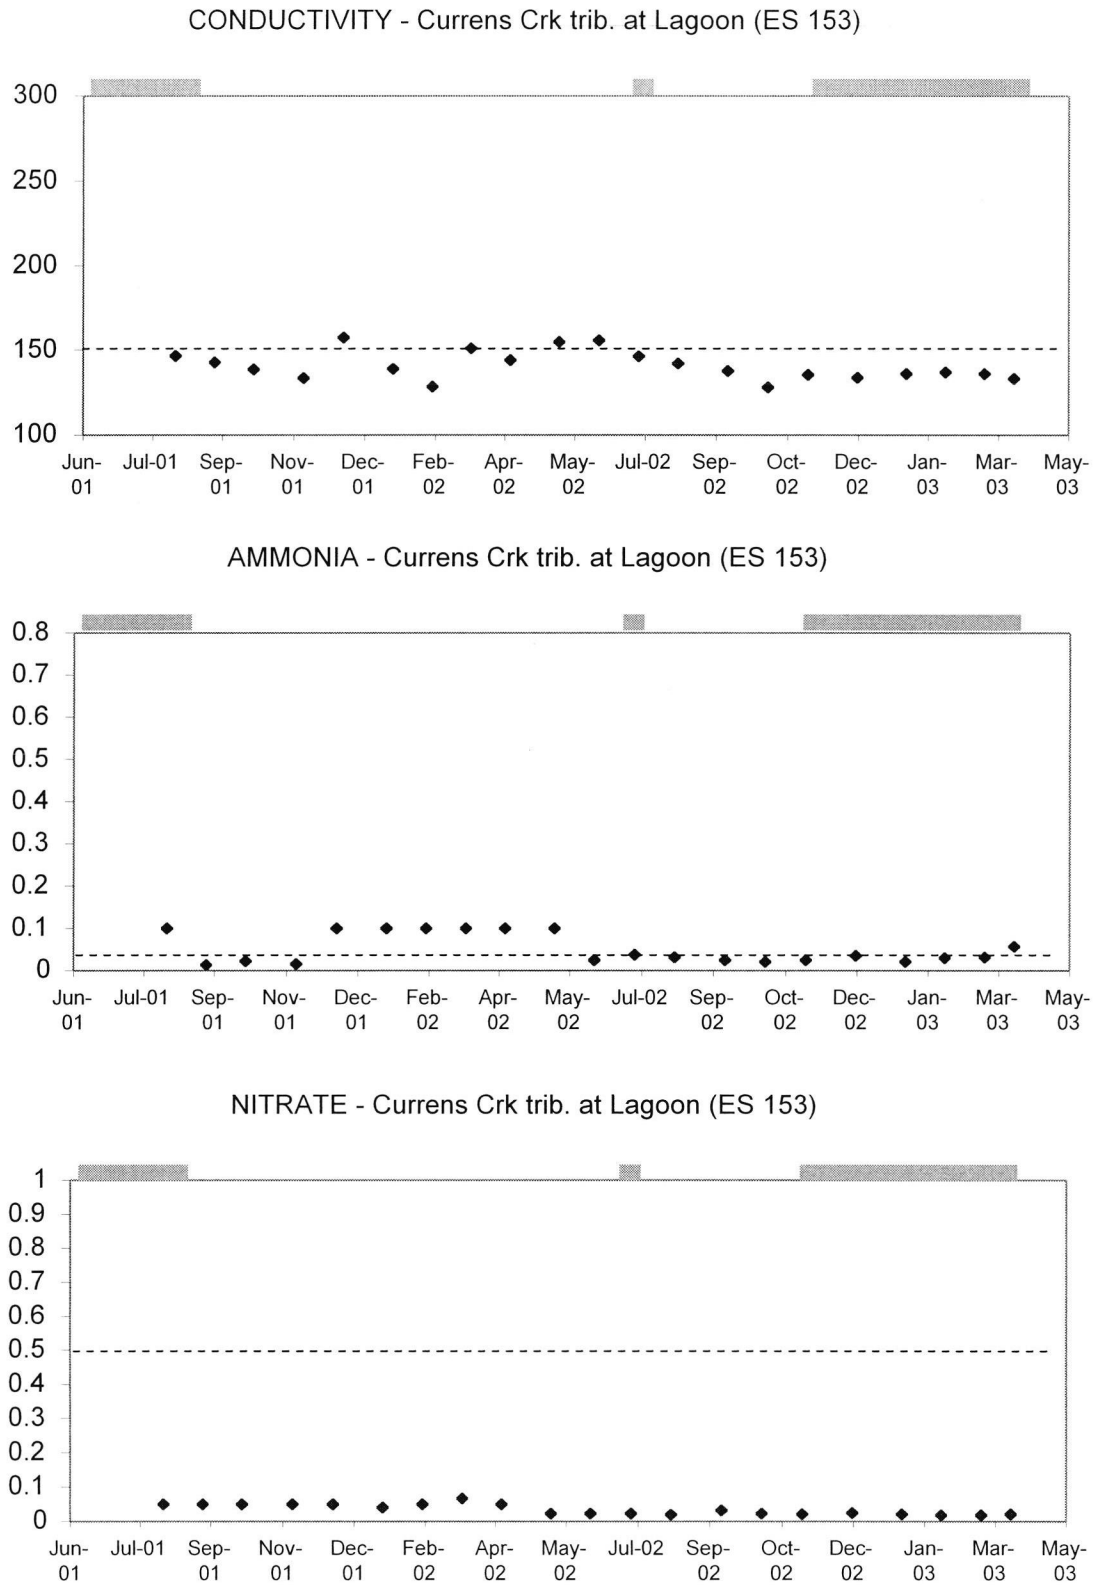 CONDUCTIVITY - Currens Crk trib. at Lagoon (ES 153)
300
250
200
150
100
Jun- Jul-01 Sep- Nov- Dec- Feb- Apr- May- Jul-02 Sep- Oct- Dec- Jan- Mar- May-
01 01 01 01 02 02 02 02 02 02 03 03 03
AMMONIA - Currens Crk trib. at Lagoon (ES 153)
0.8
0.7
0.6
0.5
0.4
0.3
0.2
0.1
0
Jun- Jul-01 Sep- Nov- Dec- Feb- Apr- May- Jul-02 Sep- Oct- Dec- Jan- Mar- May-
01 01 01 01 02 02 02 02 02 02 03 03 03
NITRATE - Currens Crk trib. at Lagoon (ES 153)
1
0.9
0.8
0.7
0.6
0.5
0.4
0.3
0.2
0.1
0
Jun- Jul-01 Sep- Nov- Dec- Feb- Apr- May- Jul-02 Sep- Oct- Dec- Jan- Mar- May-
01 01 01 01 02 02 02 02 02 02 03 03 03